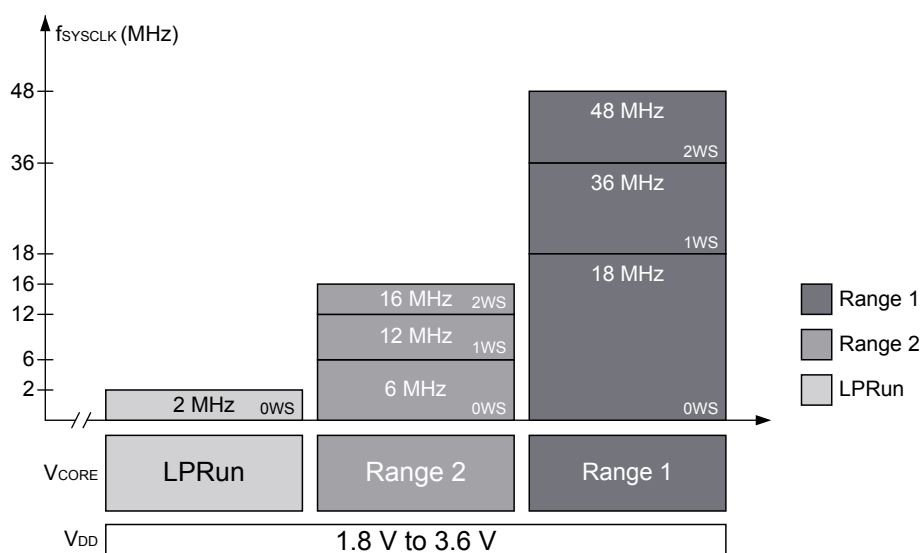 fSYSCLK (MHz)
48
36
18
16
12
6
2
48 MHz
2WS
36 MHz
1WS
18 MHz
0WS
16 MHz 2WS
12 MHz 1WS
6 MHz
0WS
2 MHz 0WS
Range 1
Range 2
LPRun
VCORE LPRun Range 2 Range 1
VDD 1.8 V to 3.6 V